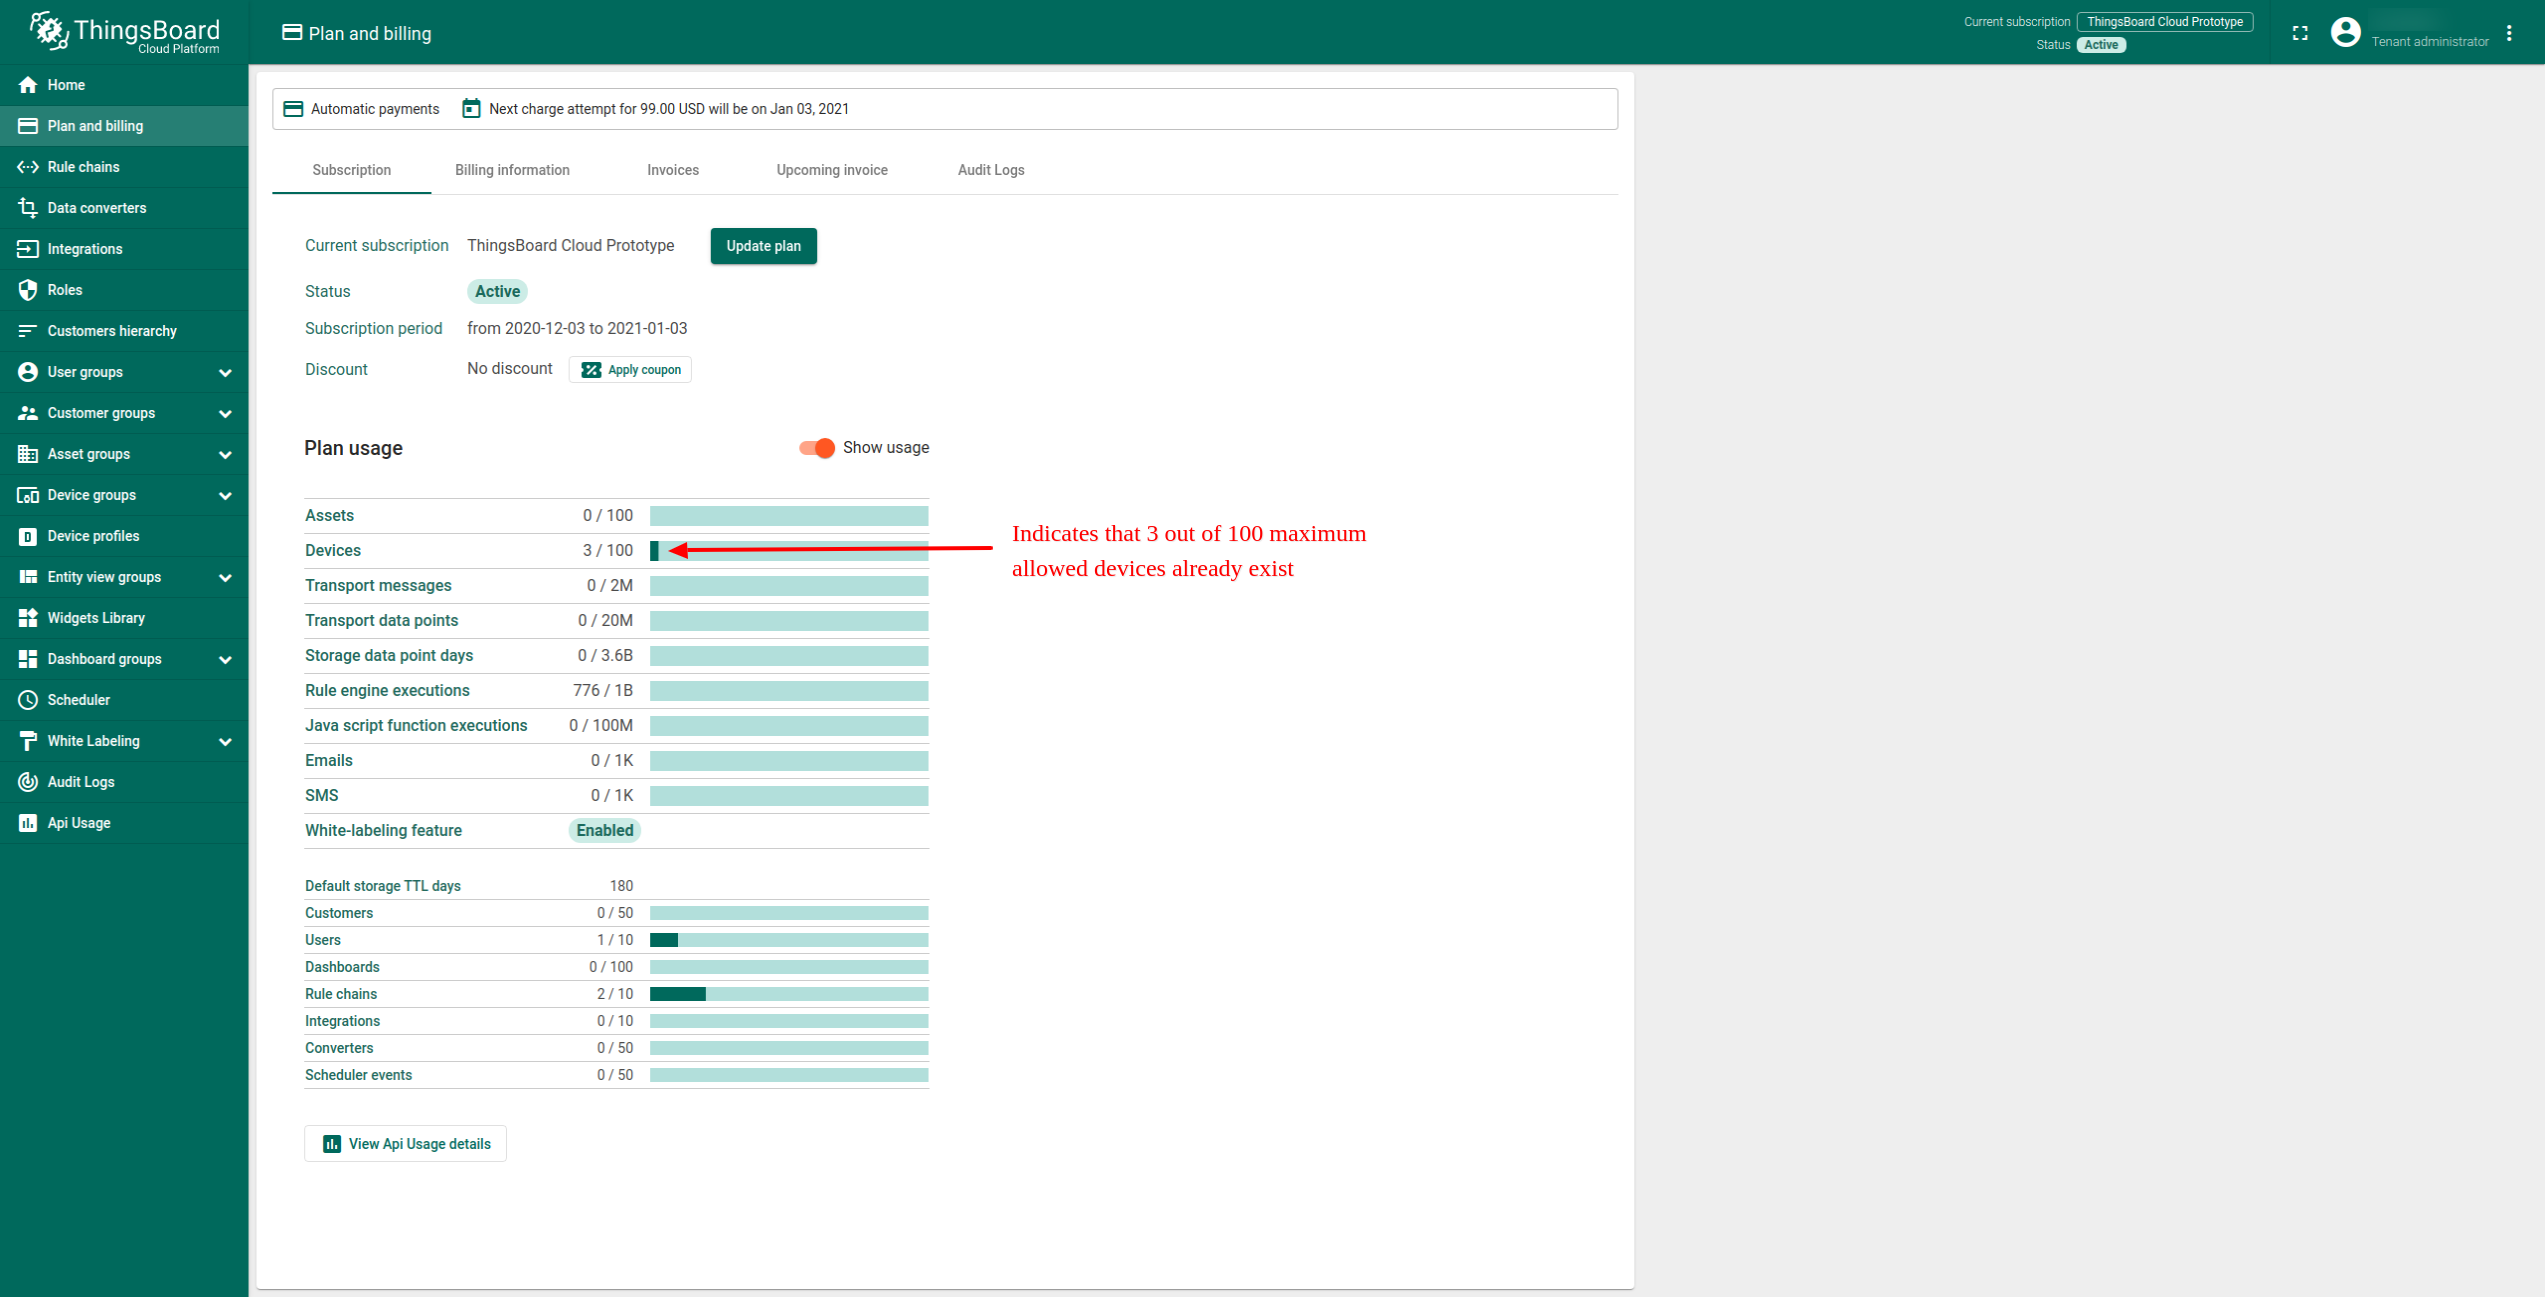 ThingsBoard
Cloud Platform
Plan and billing
Current subscription ThingsBoard Cloud Prototype
Status Active
Tenant administrator
Home
Plan and billing
Rule chains
Data converters
Integrations
Roles
Customers hierarchy
User groups
Customer groups
Asset groups
Device groups
Device profiles
Entity view groups
Widgets Library
Dashboard groups
Scheduler
White Labeling
Audit Logs
Api Usage
Automatic payments Next charge attempt for 99.00 USD will be on Jan 03, 2021
Subscription Billing information Invoices Upcoming invoice Audit Logs
Current subscription ThingsBoard Cloud Prototype Update plan
Status Active
Subscription period from 2020-12-03 to 2021-01-03
Discount No discount Apply coupon
Plan usage Show usage
Assets 0 / 100
Devices 3 / 100
Transport messages 0 / 2M
Transport data points 0 / 20M
Storage data point days 0 / 3.6B
Rule engine executions 776 / 1B
Java script function executions 0 / 100M
Emails 0 / 1K
SMS 0 / 1K
White-labeling feature Enabled
Indicates that 3 out of 100 maximum
allowed devices already exist
Default storage TTL days 180
Customers 0 / 50
Users 1 / 10
Dashboards 0 / 100
Rule chains 2 / 10
Integrations 0 / 10
Converters 0 / 50
Scheduler events 0 / 50
View Api Usage details